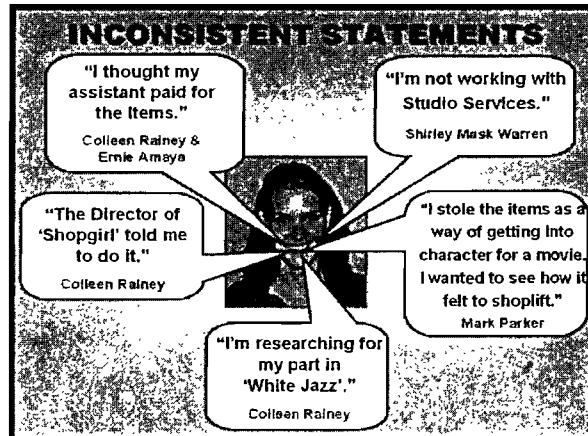 INCONSISTENT STATEMENTS
“I thought my
assistant paid for
the Items.”
Colleen Rainey &
Ernie Amaya
“I’m not working with
Studio Services.”
Shirley Mask Warren
“The Director of
‘Shopgirl’ told me
to do it.”
Colleen Rainey
“I stole the items as a
way of getting Into
character for a movie.
I wanted to see how it
felt to shoplift.”
Mark Parker
“I’m researching for
my part in
‘White Jazz’.”
Colleen Rainey